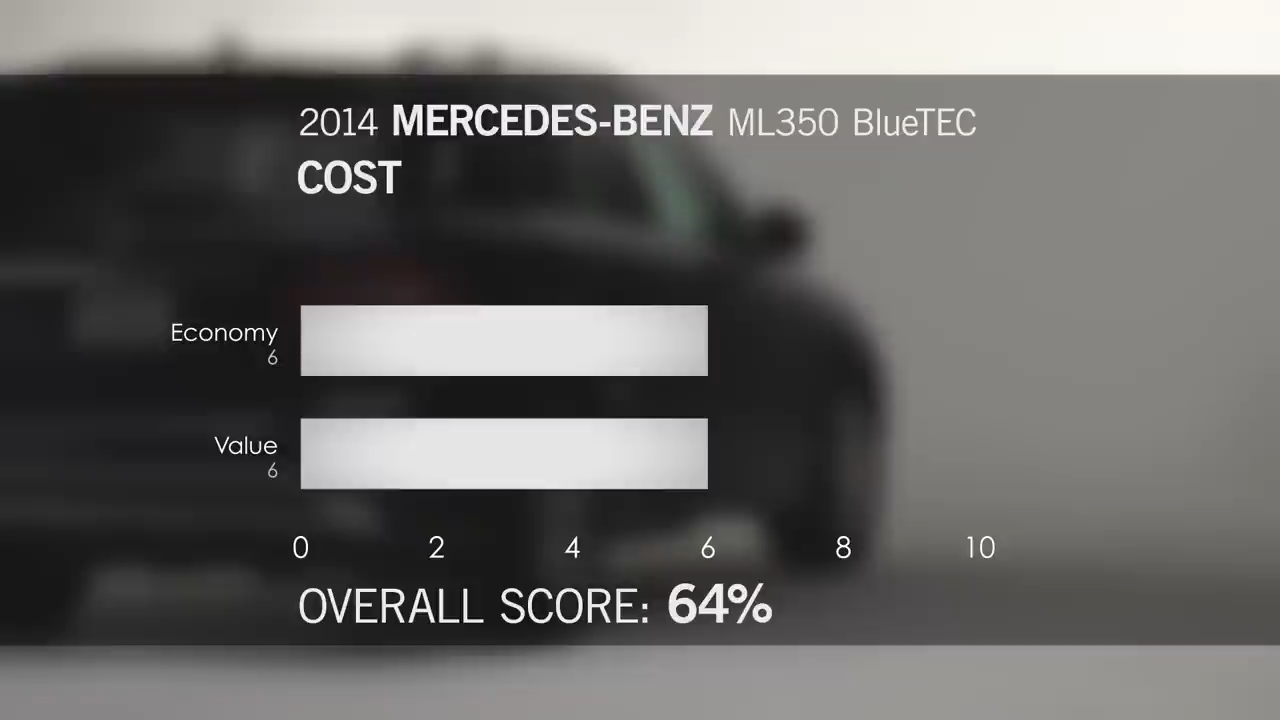 2014 MERCEDES-BENZ ML350 BlueTEC
COST
Economy
6
Value
6
0 2 4 6 8 10
OVERALL SCORE: 64%